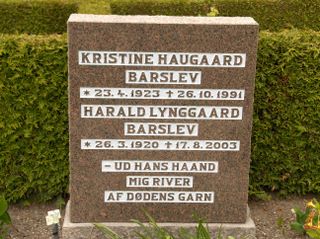 KRISTINE HAUGAARD
BARSLEV
* 23.4.1923 ✝ 26.10.1991
HARALD LYNGGAARD
BARSLEV
* 26.3.1920 ✝ 17.8.2003
– UD HANS HAAND
MIG RIVER
AF DØDENS GARN